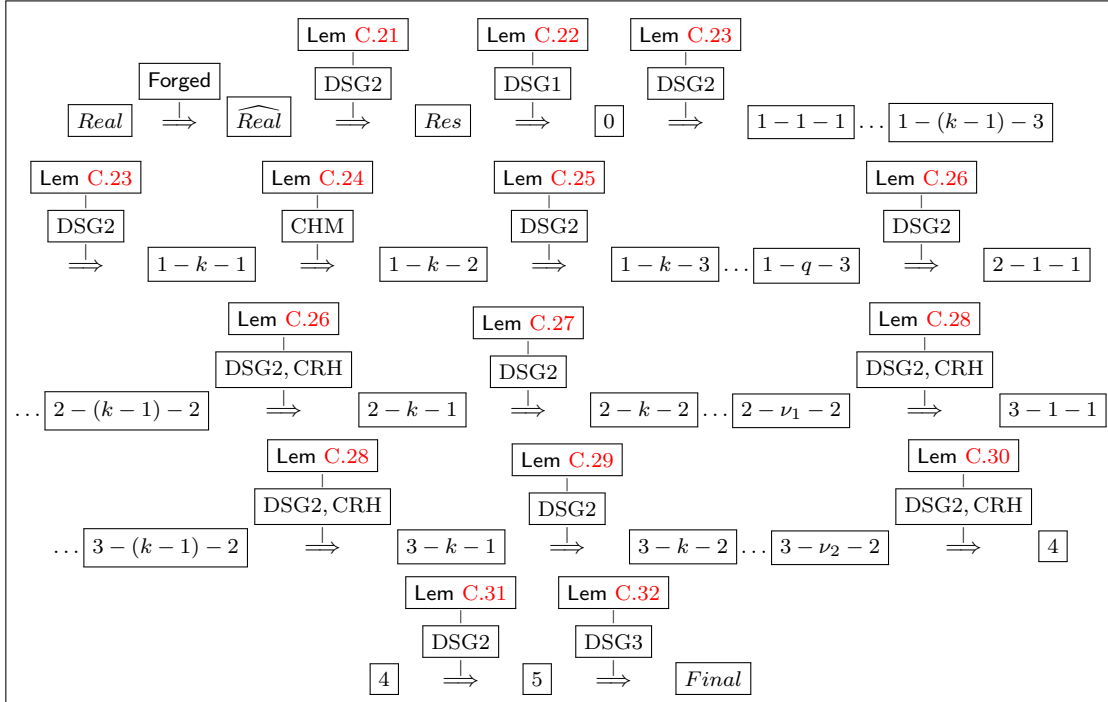 Lem C.21 Lem C.22 Lem C.23
Forged DSG2 DSG1 DSG2
Real ⟹ \widehat{Real} ⟹ Res ⟹ 0 ⟹ 1 − 1 − 1 … 1 − (k − 1) − 3
Lem C.23 Lem C.24 Lem C.25 Lem C.26
DSG2 CHM DSG2 DSG2
⟹ 1 − k − 1 ⟹ 1 − k − 2 ⟹ 1 − k − 3 … 1 − q − 3 ⟹ 2 − 1 − 1
Lem C.26 Lem C.27 Lem C.28
DSG2, CRH DSG2 DSG2, CRH
… 2 − (k − 1) − 2 ⟹ 2 − k − 1 ⟹ 2 − k − 2 … 2 − ν₁ − 2 ⟹ 3 − 1 − 1
Lem C.28 Lem C.29 Lem C.30
DSG2, CRH DSG2 DSG2, CRH
… 3 − (k − 1) − 2 ⟹ 3 − k − 1 ⟹ 3 − k − 2 … 3 − ν₂ − 2 ⟹ 4
Lem C.31 Lem C.32
DSG2 DSG3
4 ⟹ 5 ⟹ Final